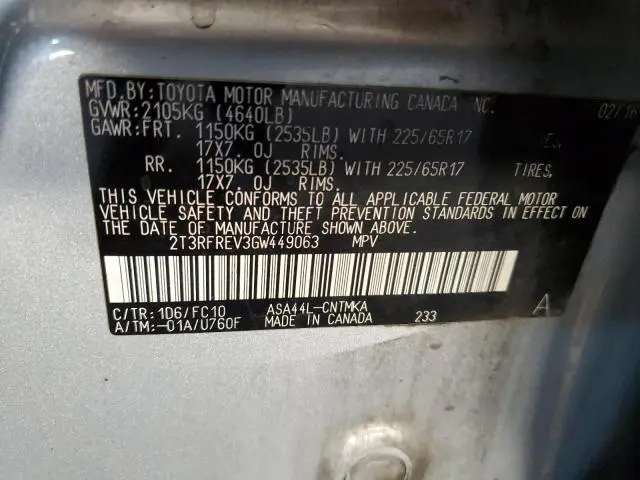 MFD.BY:TOYOTA MOTOR MANUFACTURING CANADA INC. 02/16
GVWR:2105KG (4640LB)
GAWR:FRT. 1150KG (2535LB) WITH 225/65R17
17X7.0J RIMS.
RR. 1150KG (2535LB) WITH 225/65R17 TIRES,
17X7.0J RIMS.
THIS VEHICLE CONFORMS TO ALL APPLICABLE FEDERAL MOTOR
VEHICLE SAFETY AND THEFT PREVENTION STANDARDS IN EFFECT ON
THE DATE OF MANUFACTURE SHOWN ABOVE.
2T3RFREV3GW449063 MPV
C/TR:1D6/FC10 ASA44L-CNTMKA A
A/TM:-01A/U760F MADE IN CANADA 233